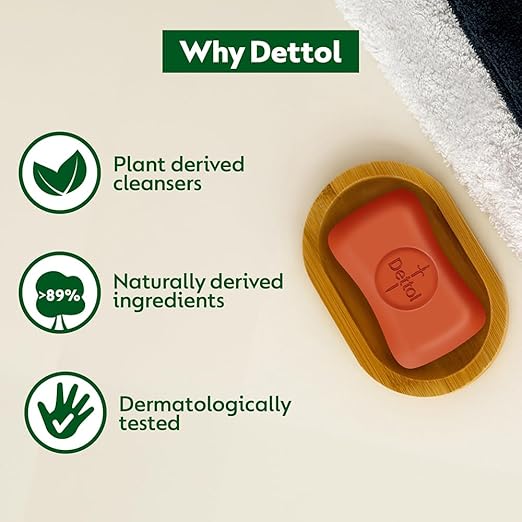 Why Dettol
Plant derived
cleansers
>89%
Naturally derived
ingredients
Dettol
Dermatologically
tested